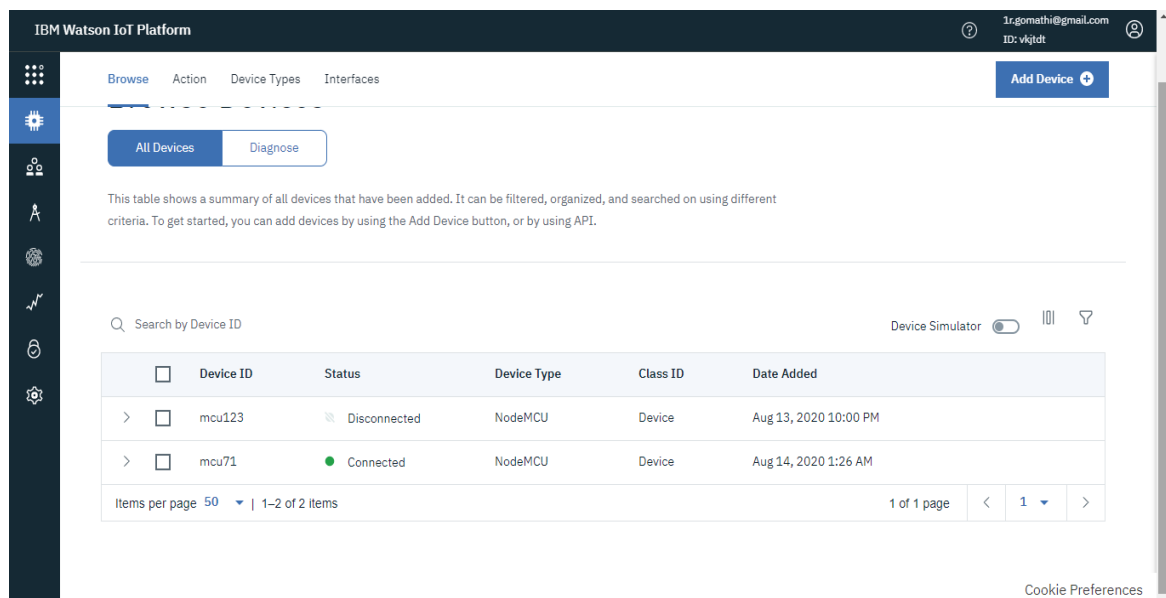 IBM Watson IoT Platform
1r.gomathi@gmail.com
ID: vkjtdt
Browse Action Device Types Interfaces
Add Device
Browse Devices
All Devices Diagnose
This table shows a summary of all devices that have been added. It can be filtered, organized, and searched on using different
criteria. To get started, you can add devices by using the Add Device button, or by using API.
Search by Device ID
Device Simulator
Device ID Status Device Type Class ID Date Added
mcu123 Disconnected NodeMCU Device Aug 13, 2020 10:00 PM
mcu71 Connected NodeMCU Device Aug 14, 2020 1:26 AM
Items per page 50 | 1–2 of 2 items 1 of 1 page 1
Cookie Preferences